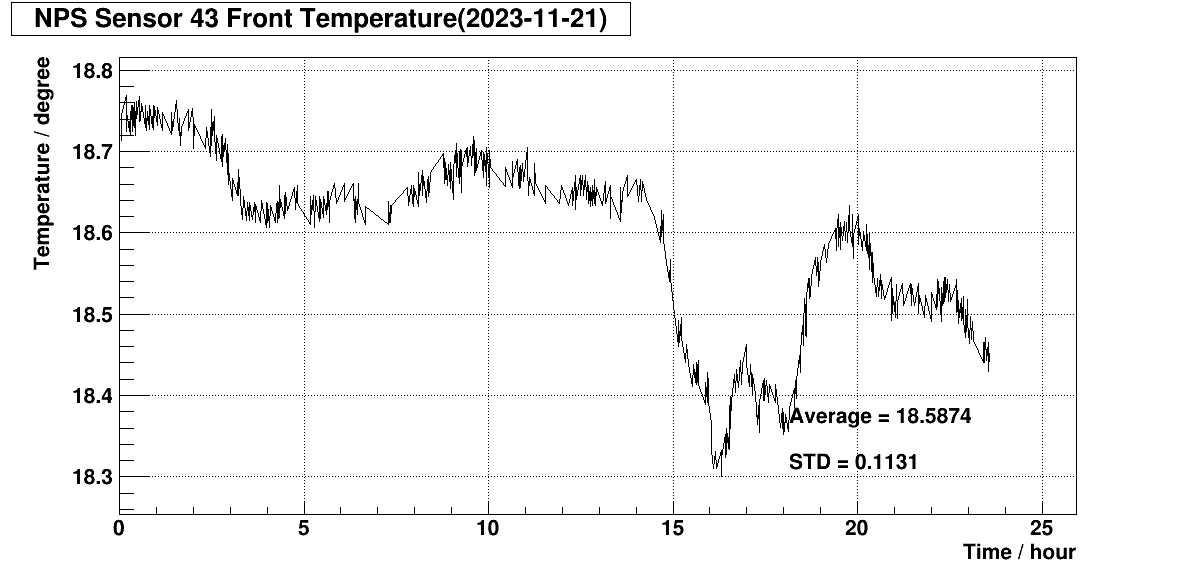 NPS Sensor 43 Front Temperature(2023-11-21)
Temperature / degree
18.8
18.7
18.6
18.5
18.4
18.3
Average = 18.5874
STD = 0.1131
0 5 10 15 20 25
Time / hour